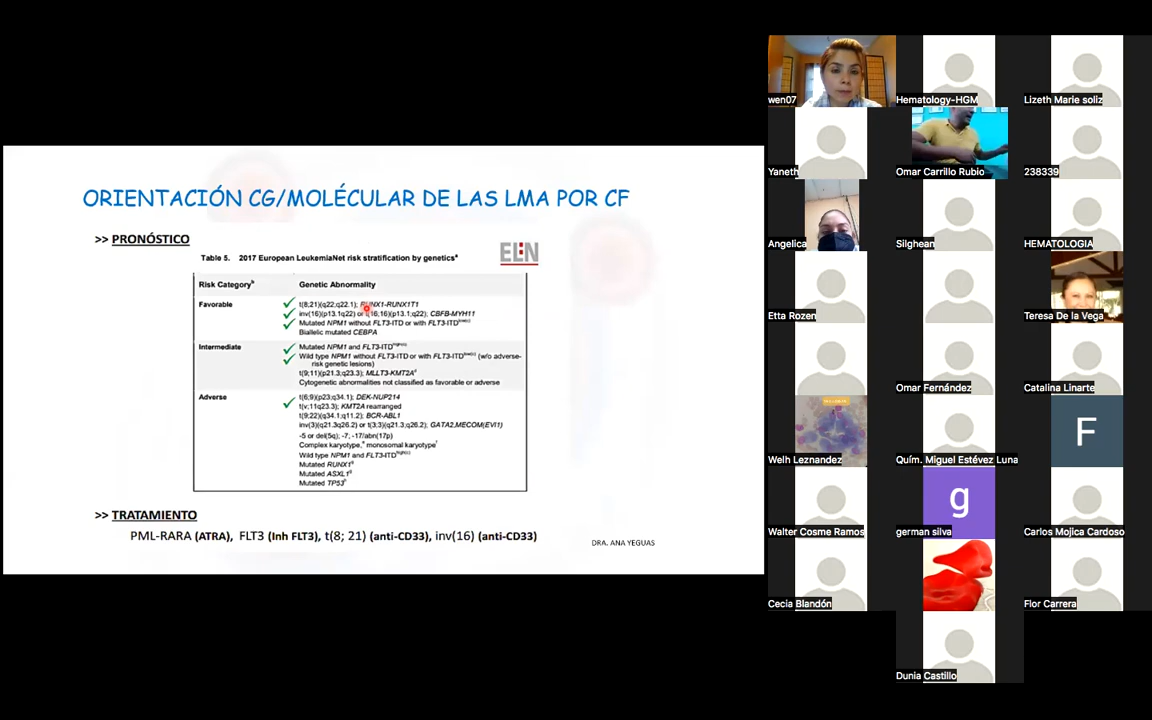 ORIENTACIÓN CG/MOLÉCULAR DE LAS LMA POR CF
>> PRONÓSTICO
ELN
Table 5. 2017 European LeukemiaNet risk stratification by geneticsᵃ
Risk Categoryᵇ Genetic Abnormality
Favorable t(8;21)(q22;q22.1); RUNX1-RUNX1T1
inv(16)(p13.1q22) or t(16;16)(p13.1;q22); CBFB-MYH11
Mutated NPM1 without FLT3-ITD or with FLT3-ITD
Biallelic mutated CEBPA
Intermediate Mutated NPM1 and FLT3-ITD
Wild type NPM1 without FLT3-ITD or with FLT3-ITD (w/o adverse-
risk genetic lesions)
t(9;11)(p21.3;q23.3); MLLT3-KMT2A
Cytogenetic abnormalities not classified as favorable or adverse
Adverse t(6;9)(p23;q34.1); DEK-NUP214
t(v;11q23.3); KMT2A rearranged
t(9;22)(q34.1;q11.2); BCR-ABL1
inv(3)(q21.3q26.2) or t(3;3)(q21.3;q26.2); GATA2,MECOM(EVI1)
-5 or del(5q); -7; -17/abn(17p)
Complex karyotype, monosomal karyotype
Wild type NPM1 and FLT3-ITD
Mutated RUNX1
Mutated ASXL1
Mutated TP53
>> TRATAMIENTO
PML-RARA (ATRA), FLT3 (Inh FLT3), t(8; 21) (anti-CD33), inv(16) (anti-CD33)
DRA. ANA YEGUAS
wen07 Hematology-HGM Lizeth Marie soliz
Yaneth Omar Carrillo Rubio 238339
Angelica Silghean HEMATOLOGIA
Etta Rozen Teresa De la Vega
Omar Fernández Catalina Linarte
F
Welh Leznandez Quím. Miguel Estévez Luna
g
Walter Cosme Ramos german silva Carlos Mojica Cardoso
Cecia Blandón Flor Carrera
Dunia Castillo